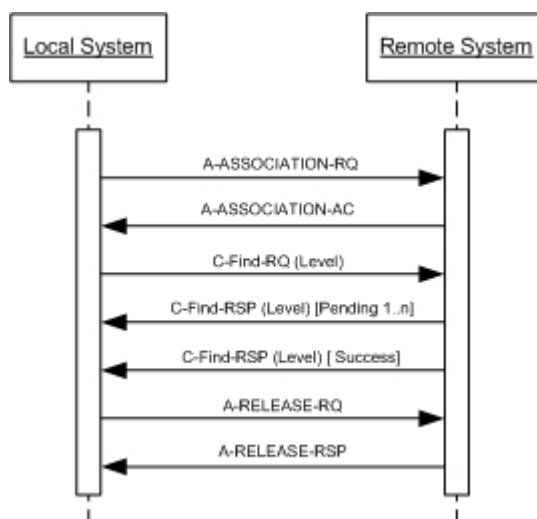 Local System
Remote System
A-ASSOCIATION-RQ
A-ASSOCIATION-AC
C-Find-RQ (Level)
C-Find-RSP (Level) [Pending 1..n]
C-Find-RSP (Level) [ Success]
A-RELEASE-RQ
A-RELEASE-RSP